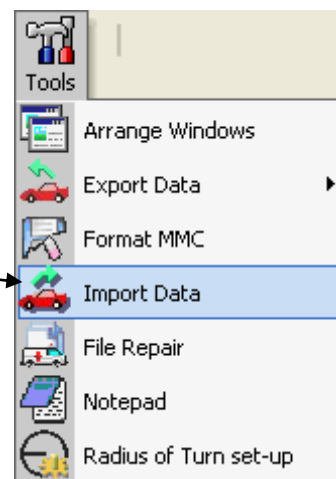 Tools
Arrange Windows
Export Data
Format MMC
Import Data
File Repair
Notepad
Radius of Turn set-up